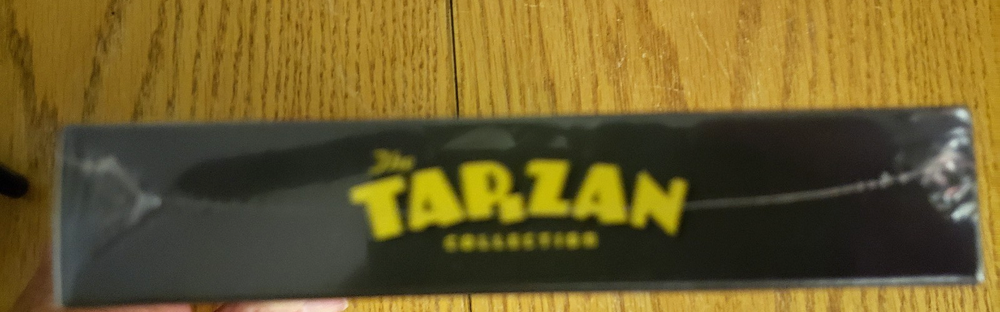 The
TARZAN
COLLECTION